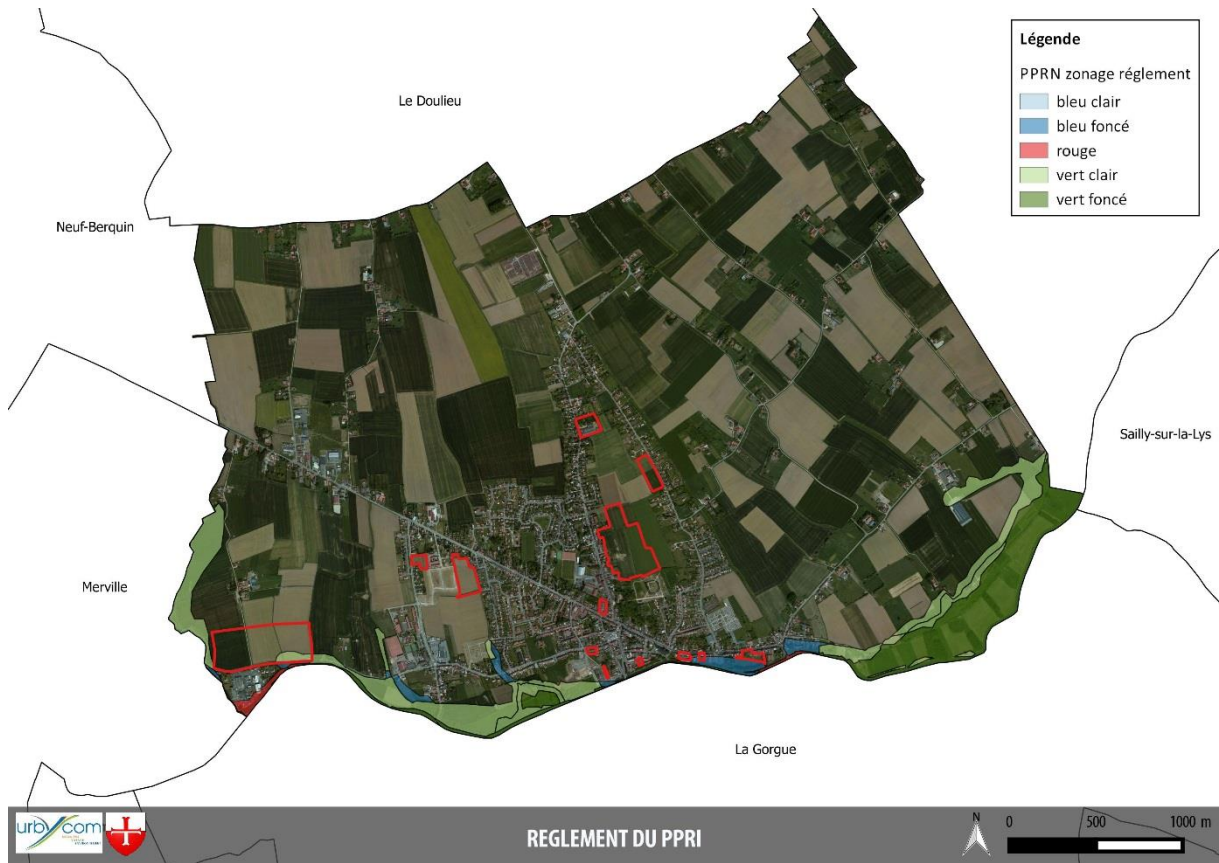 Légende
PPRN zonage réglement
bleu clair
bleu foncé
rouge
vert clair
vert foncé
Le Doulieu
Neuf-Berquin
Sailly-sur-la-Lys
Merville
La Gorgue
urbycom
REGLEMENT DU PPRI
N
0 500 1000 m